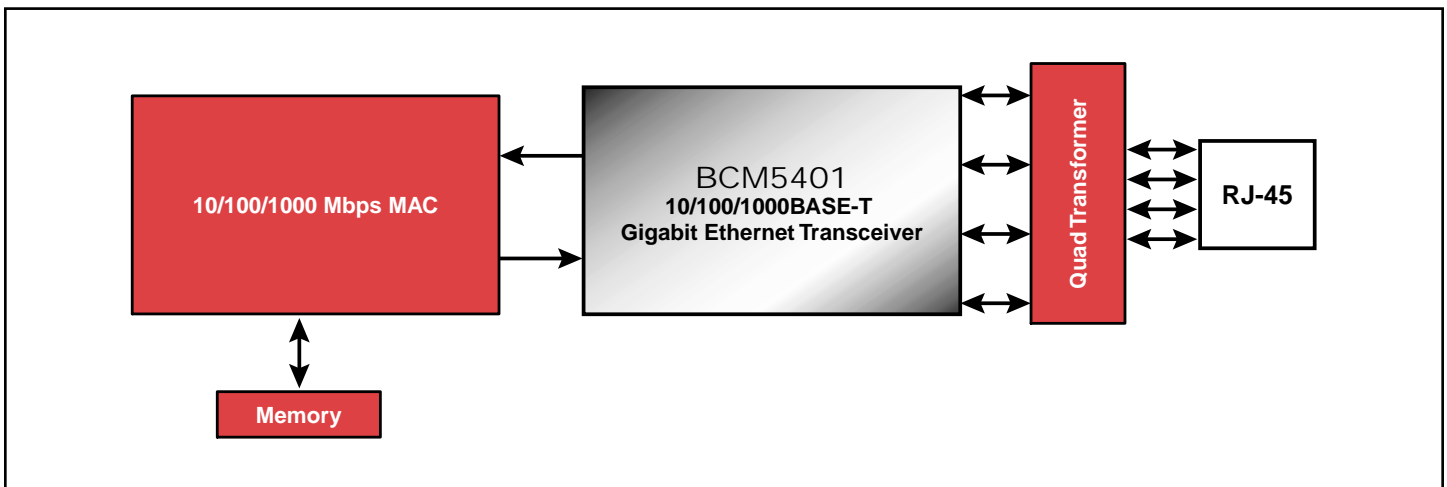 10/100/1000 Mbps MAC
BCM5401
10/100/1000BASE-T
Gigabit Ethernet Transceiver
Quad Transformer
RJ-45
Memory